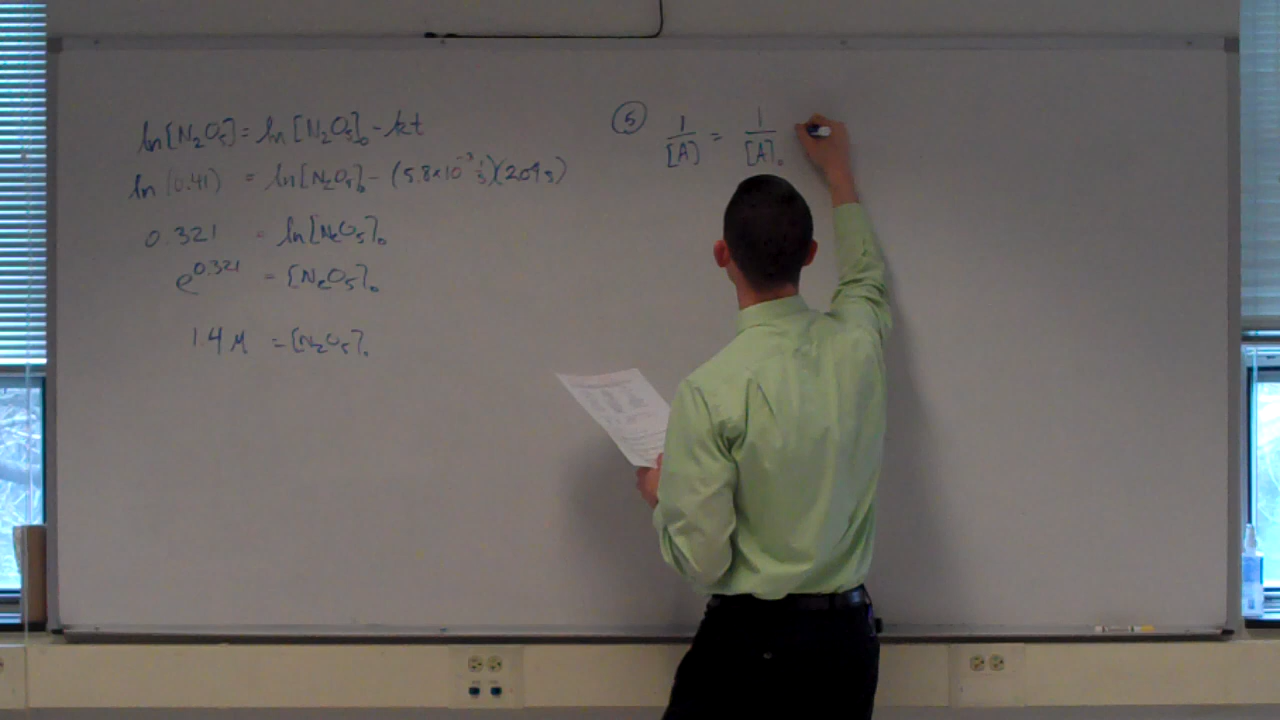 ln[N₂O₅] = ln[N₂O₅]₀ - kt
ln(0.41) = ln[N₂O₅]₀ - (5.8×10⁻³ 1/s)(209s)
0.321 = ln[N₂O₅]₀
e^0.321 = [N₂O₅]₀
1.4 M = [N₂O₅]₀
⑤ 1/[A] = 1/[A]₀